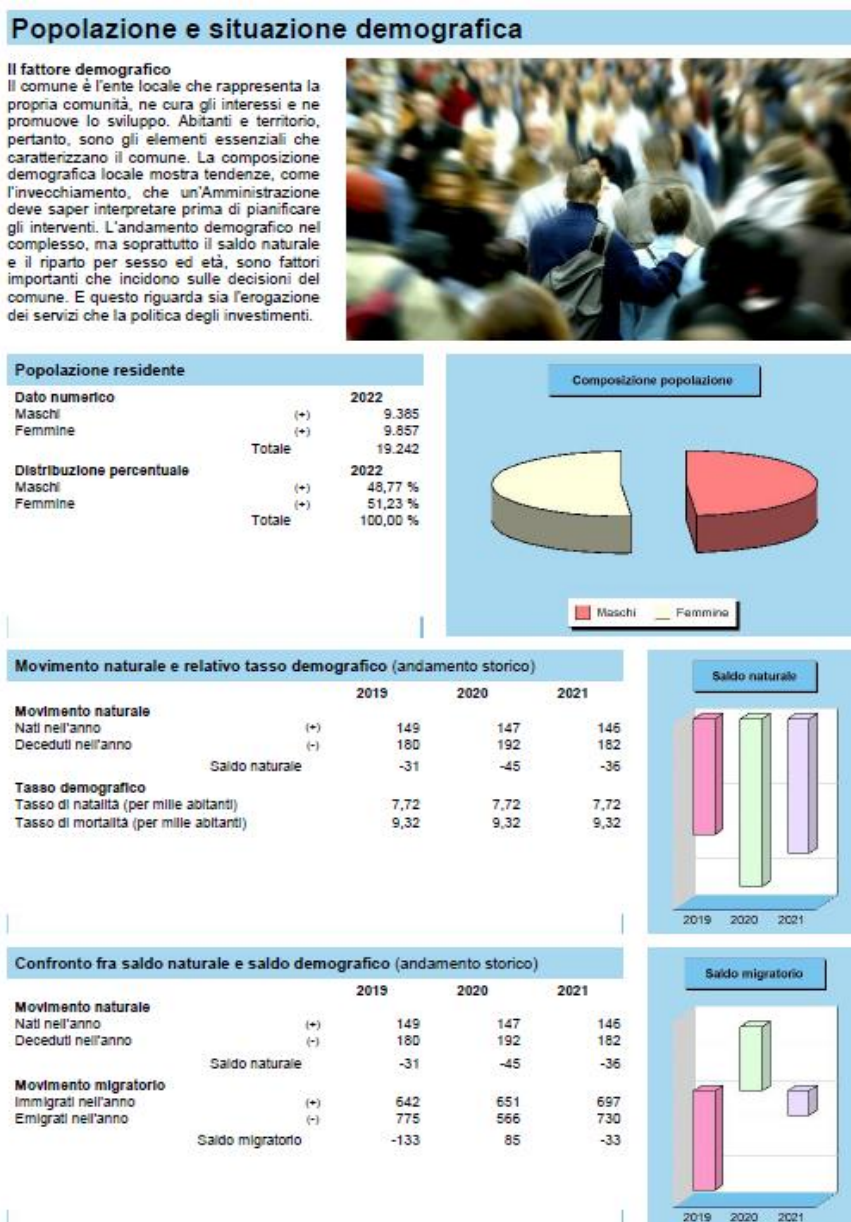 Popolazione e situazione demografica
Il fattore demografico
Il comune è l'ente locale che rappresenta la
propria comunità, ne cura gli interessi e ne
promuove lo sviluppo. Abitanti e territorio,
pertanto, sono gli elementi essenziali che
caratterizzano il comune. La composizione
demografica locale mostra tendenze, come
l'invecchiamento, che un'Amministrazione
deve saper interpretare prima di pianificare
gli interventi. L'andamento demografico nel
complesso, ma soprattutto il saldo naturale
e il riparto per sesso ed età, sono fattori
importanti che incidono sulle decisioni del
comune. E questo riguarda sia l'erogazione
dei servizi che la politica degli investimenti.
Popolazione residente
Dato numerico 2022
Maschi (+) 9.385
Femmine (+) 9.857
Totale 19.242
Distribuzione percentuale 2022
Maschi (+) 48,77 %
Femmine (+) 51,23 %
Totale 100,00 %
Composizione popolazione
Maschi Femmine
Movimento naturale e relativo tasso demografico (andamento storico)
2019 2020 2021
Movimento naturale
Nati nell'anno (+) 149 147 146
Deceduti nell'anno (-) 180 192 182
Saldo naturale -31 -45 -36
Tasso demografico
Tasso di natalità (per mille abitanti) 7,72 7,72 7,72
Tasso di mortalità (per mille abitanti) 9,32 9,32 9,32
Saldo naturale
2019 2020 2021
Confronto fra saldo naturale e saldo demografico (andamento storico)
2019 2020 2021
Movimento naturale
Nati nell'anno (+) 149 147 146
Deceduti nell'anno (-) 180 192 182
Saldo naturale -31 -45 -36
Movimento migratorio
Immigrati nell'anno (+) 642 651 697
Emigrati nell'anno (-) 775 566 730
Saldo migratorio -133 85 -33
Saldo migratorio
2019 2020 2021